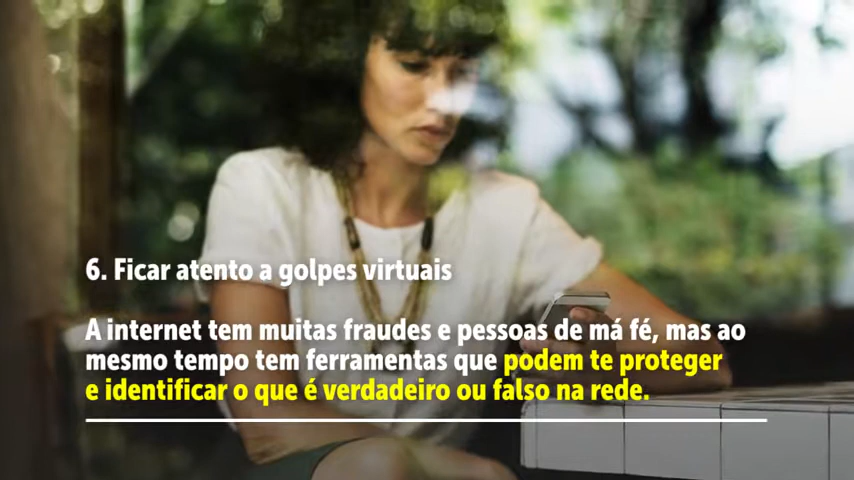 6. Ficar atento a golpes virtuais
A internet tem muitas fraudes e pessoas de má fé, mas ao
mesmo tempo tem ferramentas que podem te proteger
e identificar o que é verdadeiro ou falso na rede.